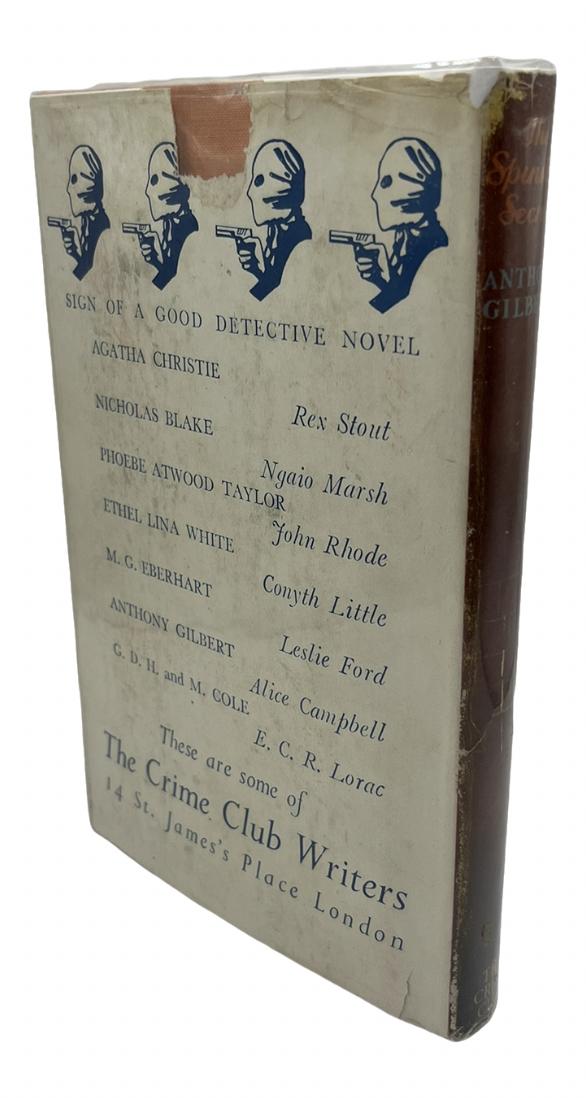 SIGN OF A GOOD DETECTIVE NOVEL
AGATHA CHRISTIE
Rex Stout
NICHOLAS BLAKE
Ngaio Marsh
PHOEBE ATWOOD TAYLOR
John Rhode
ETHEL LINA WHITE
Conyth Little
M. G. EBERHART
Leslie Ford
ANTHONY GILBERT
Alice Campbell
G. D. H. and M. COLE
E. C. R. Lorac
These are some of
The Crime Club Writers
14 St. James's Place London